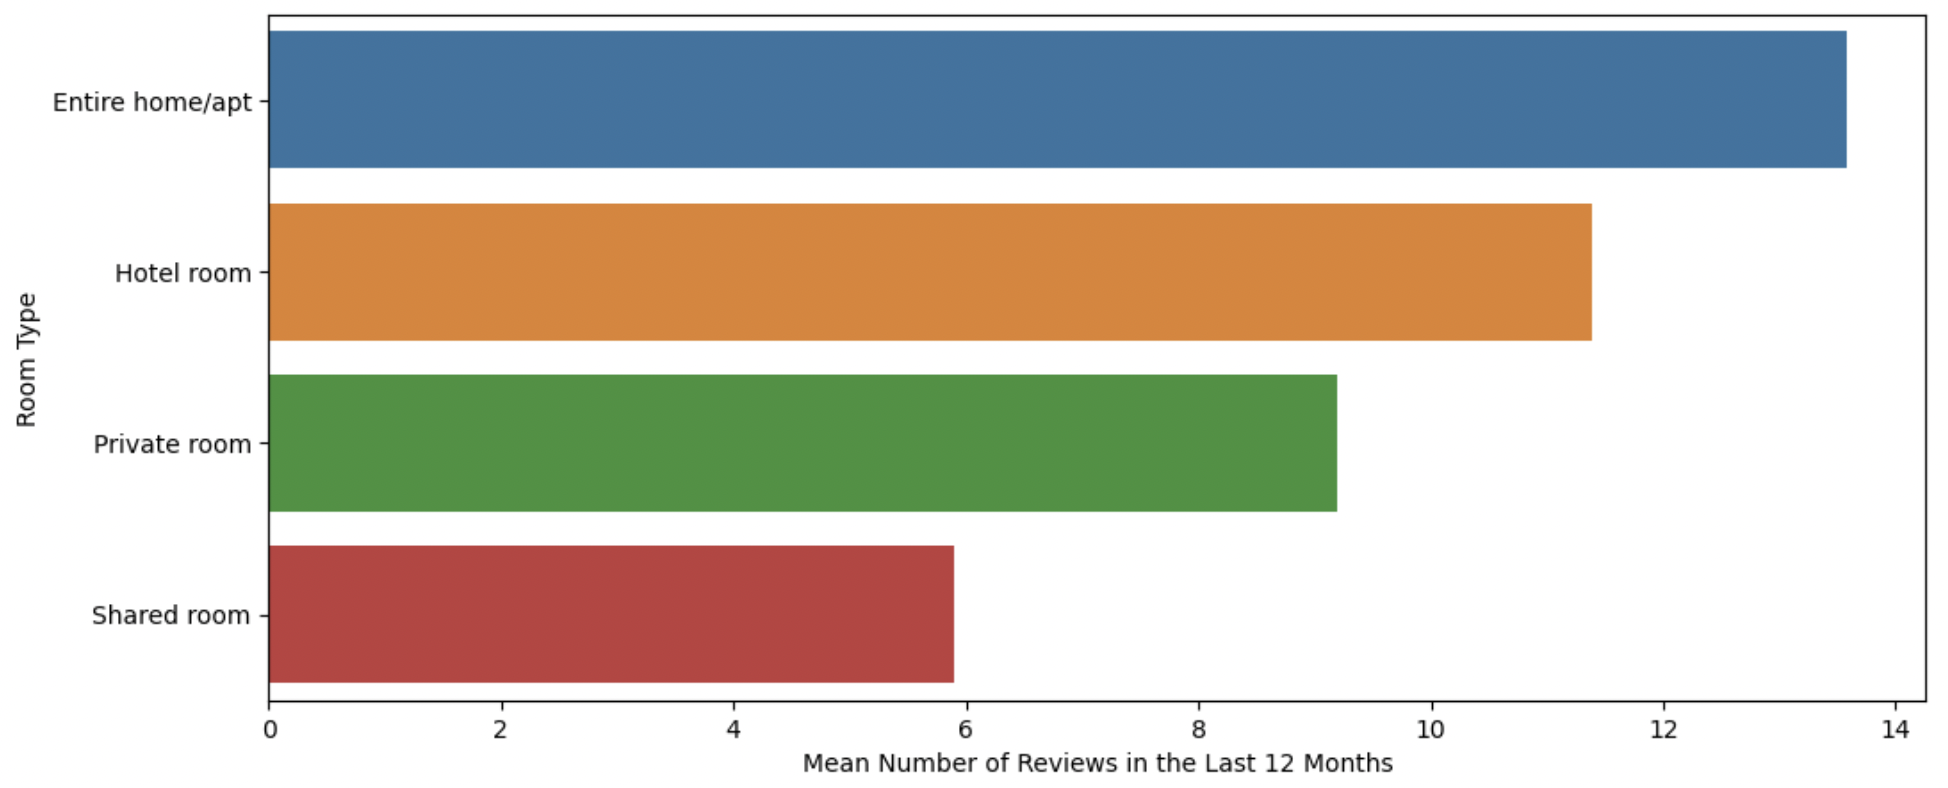 Entire home/apt
Hotel room
Private room
Shared room
Room Type
0 2 4 6 8 10 12 14
Mean Number of Reviews in the Last 12 Months